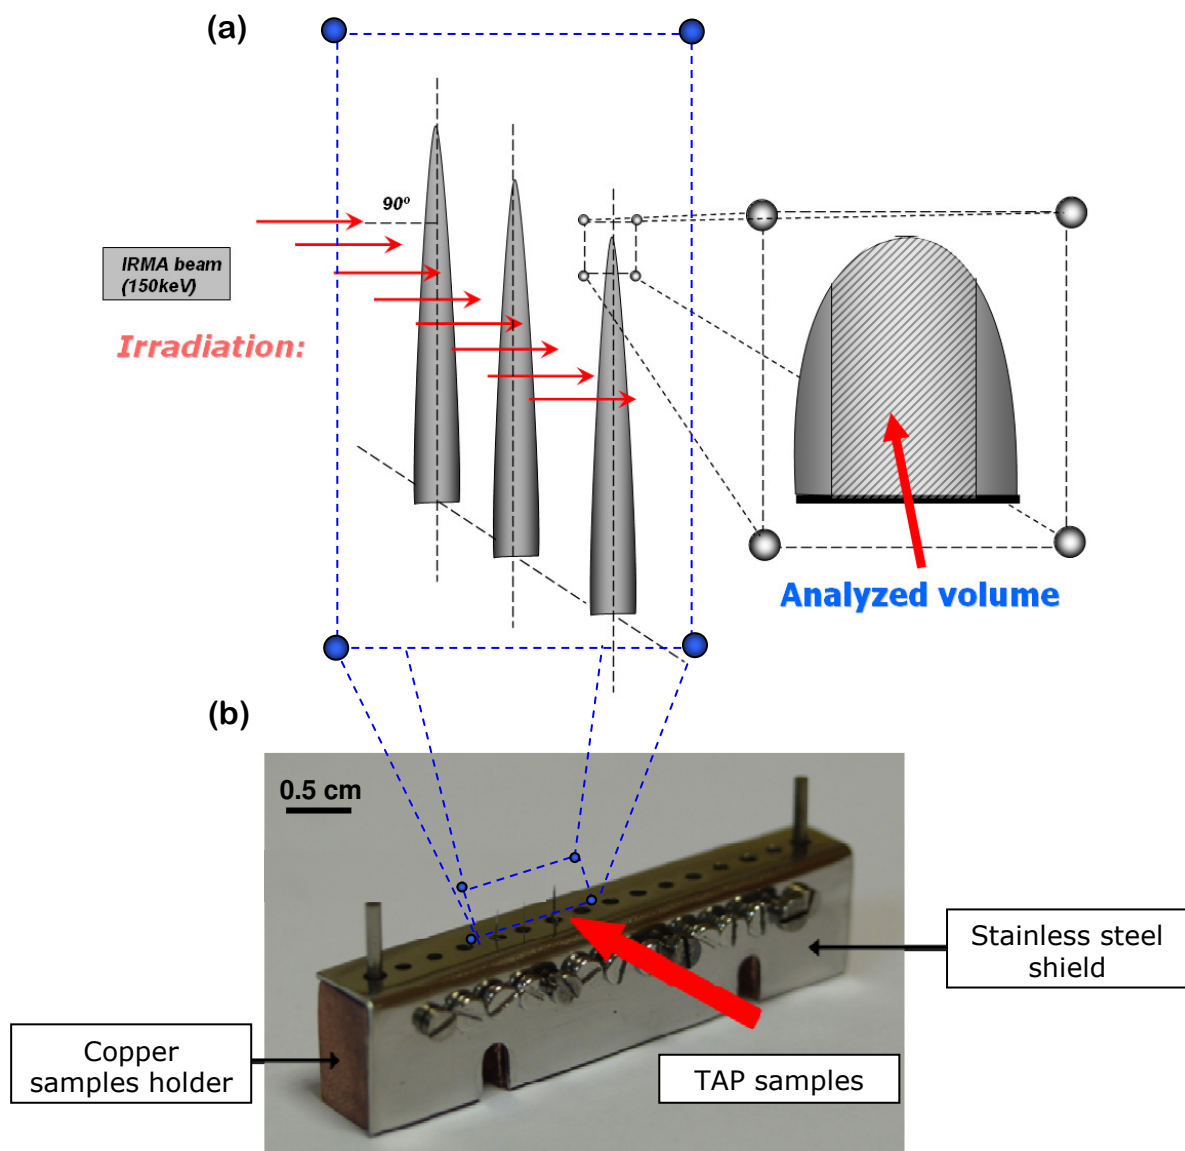 (a)
90º
IRMA beam
(150keV)
Irradiation:
Analyzed volume
(b)
0.5 cm
Stainless steel
shield
Copper
samples holder
TAP samples